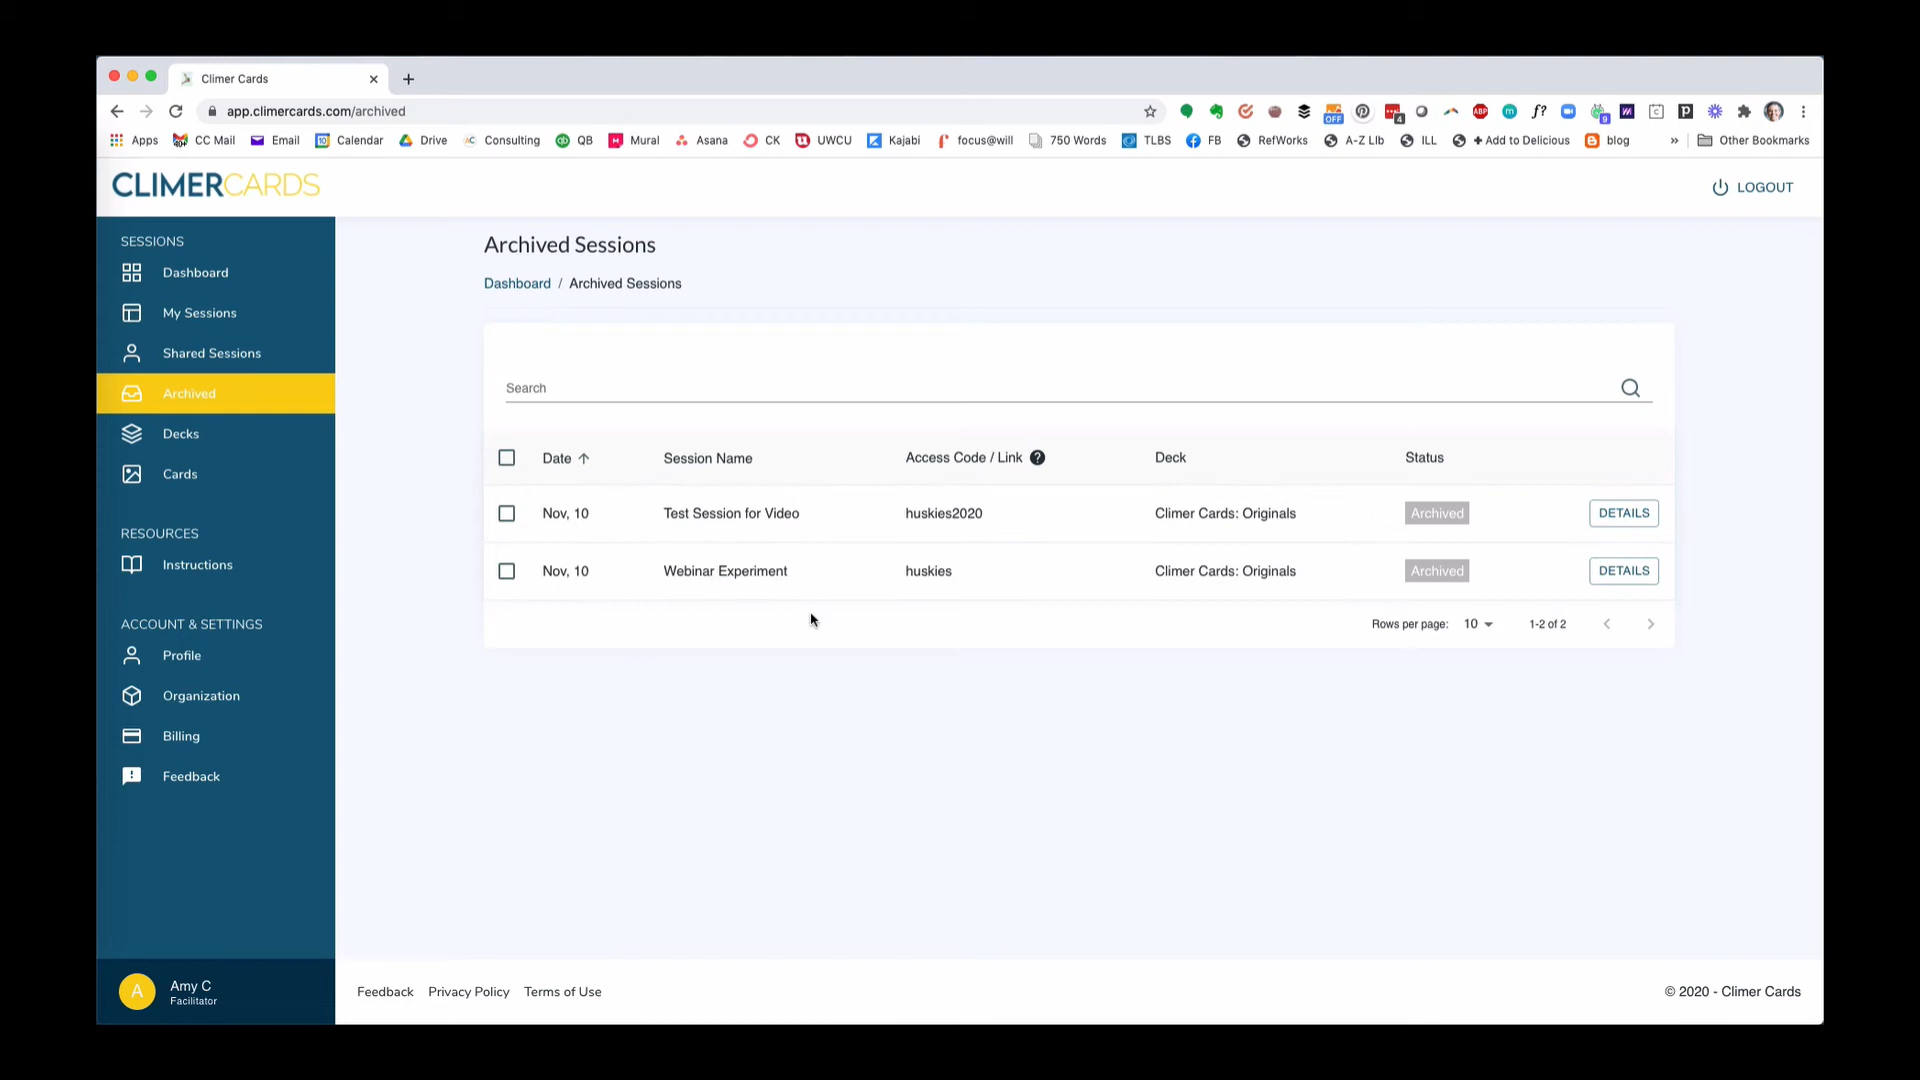 Climer Cards
app.climercards.com/archived
OFF 4 ABP m f? 9 C P
Apps CC Mail Email Calendar Drive Consulting QB Mural Asana CK UWCU Kajabi focus@will 750 Words TLBS FB RefWorks A-Z LIb ILL + Add to Delicious blog » Other Bookmarks
CLIMERCARDS
LOGOUT
SESSIONS
Dashboard
My Sessions
Shared Sessions
Archived
Decks
Cards
RESOURCES
Instructions
ACCOUNT & SETTINGS
Profile
Organization
Billing
Feedback
A Amy C
Facilitator
Archived Sessions
Dashboard / Archived Sessions
Search
Date Session Name Access Code / Link ? Deck Status
Nov, 10 Test Session for Video huskies2020 Climer Cards: Originals Archived DETAILS
Nov, 10 Webinar Experiment huskies Climer Cards: Originals Archived DETAILS
Rows per page: 10 1-2 of 2
Feedback Privacy Policy Terms of Use
© 2020 - Climer Cards